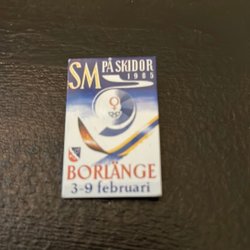 SM PÅ SKIDOR
1985
BORLÄNGE
3-9 februari